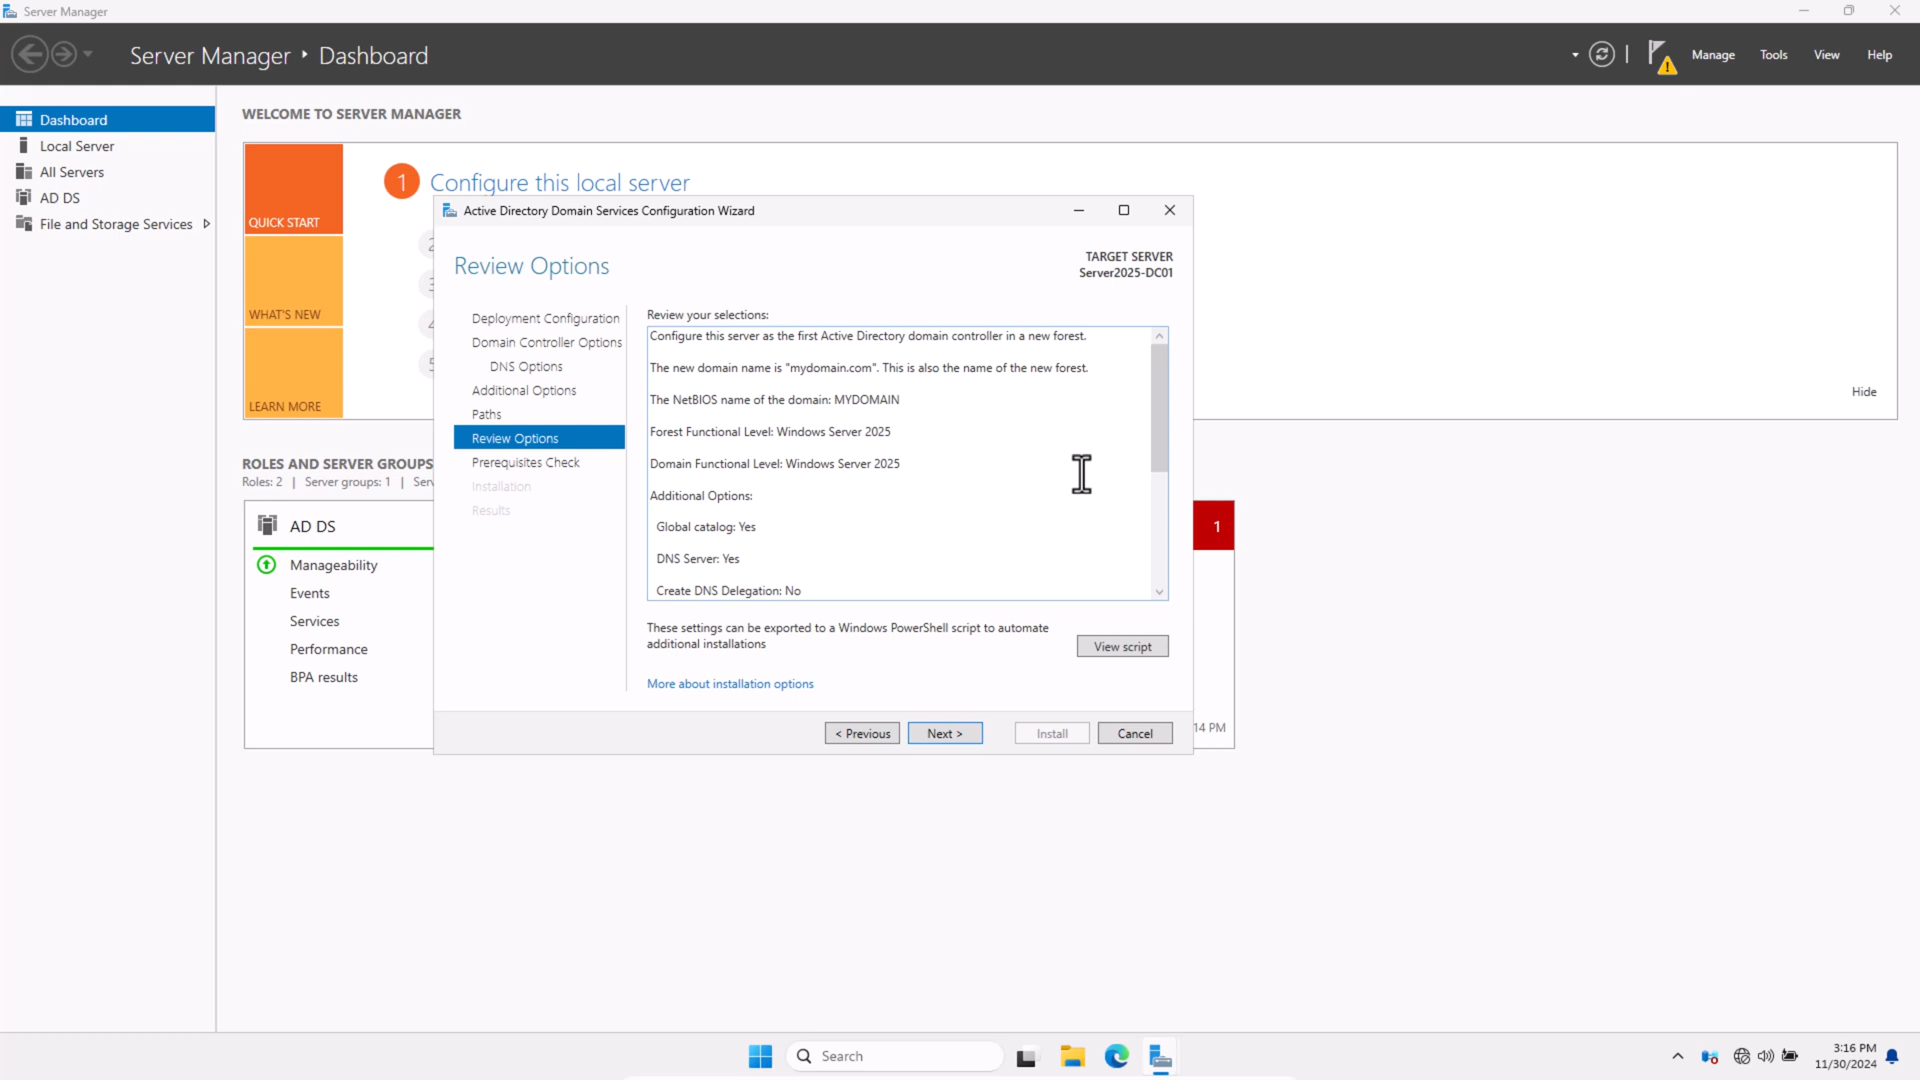 Server Manager
Server Manager ‣ Dashboard
Manage
Tools
View
Help
Dashboard
Local Server
All Servers
AD DS
File and Storage Services
WELCOME TO SERVER MANAGER
QUICK START
WHAT'S NEW
LEARN MORE
1
Configure this local server
Hide
ROLES AND SERVER GROUPS
Roles: 2 | Server groups: 1 |
AD DS
Manageability
Events
Services
Performance
BPA results
1
14 PM
Active Directory Domain Services Configuration Wizard
Review Options
TARGET SERVER
Server2025-DC01
Deployment Configuration
Domain Controller Options
DNS Options
Additional Options
Paths
Review Options
Prerequisites Check
Installation
Results
Review your selections:
Configure this server as the first Active Directory domain controller in a new forest.
The new domain name is "mydomain.com". This is also the name of the new forest.
The NetBIOS name of the domain: MYDOMAIN
Forest Functional Level: Windows Server 2025
Domain Functional Level: Windows Server 2025
Additional Options:
Global catalog: Yes
DNS Server: Yes
Create DNS Delegation: No
These settings can be exported to a Windows PowerShell script to automate
additional installations
View script
More about installation options
< Previous
Next >
Install
Cancel
Search
3:16 PM
11/30/2024